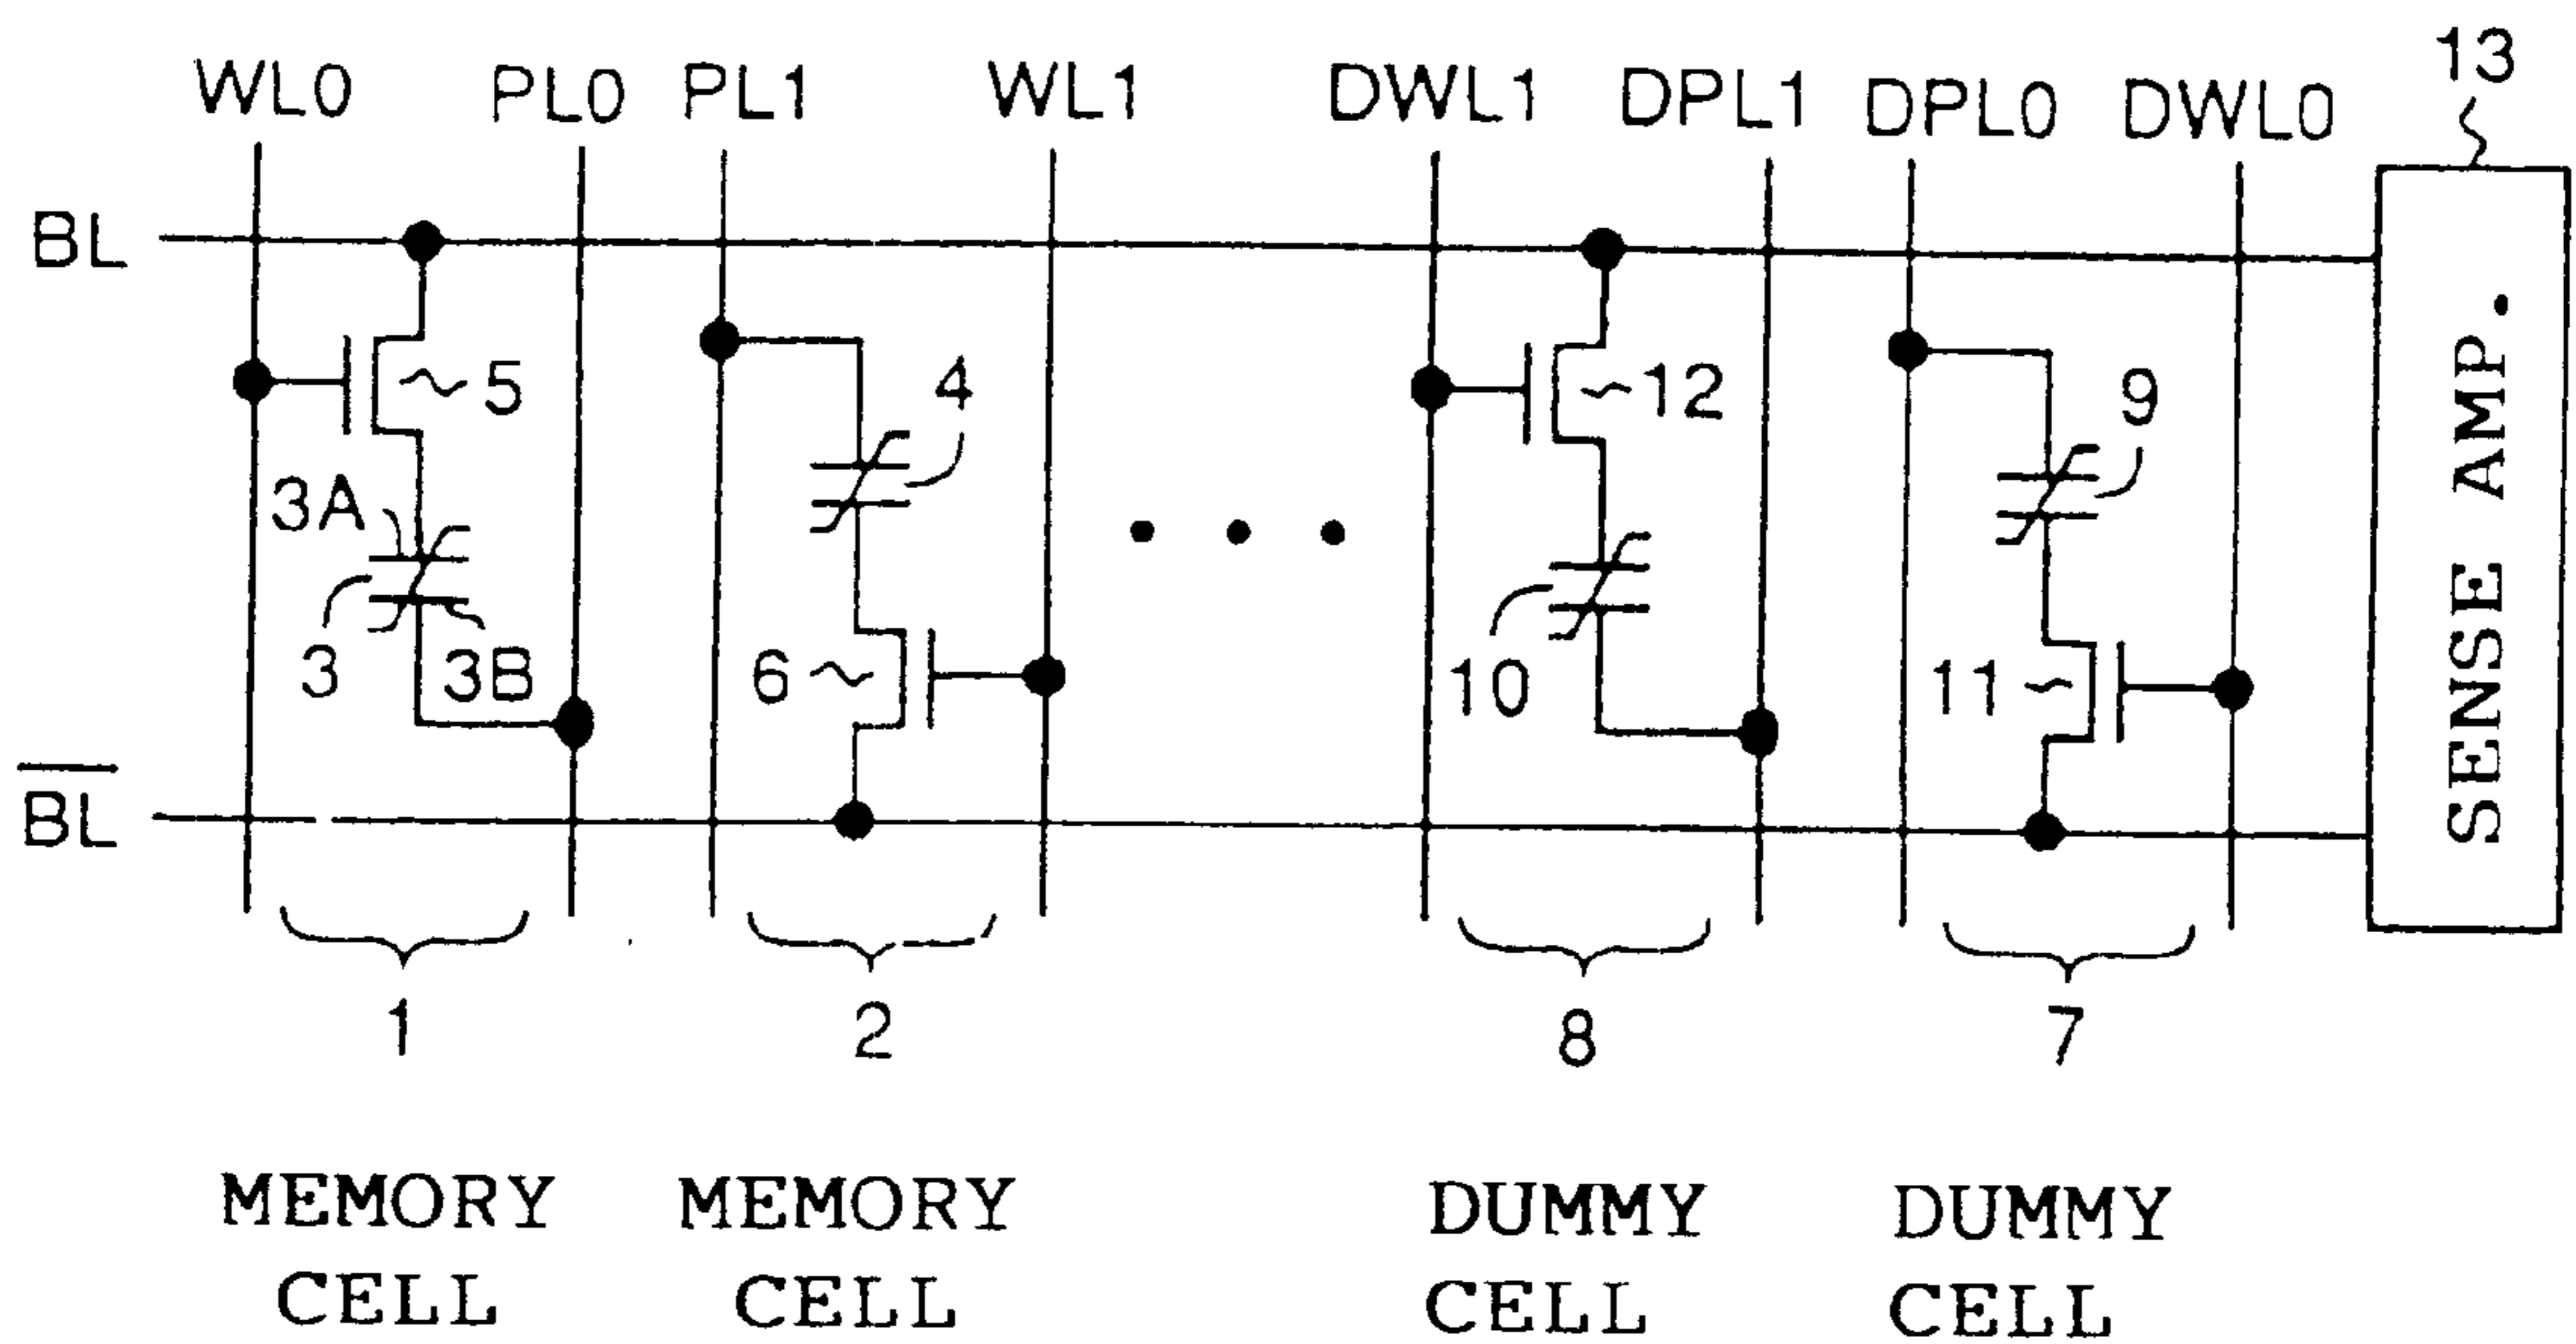 13
WL0 PL0 PL1 WL1 DWL1 DPL1 DPL0 DWL0
BL
5 4 12 9
3A
3 3B 6 10 11
SENSE AMP.
B̅L̅
1 2 8 7
MEMORY MEMORY DUMMY DUMMY
CELL CELL CELL CELL